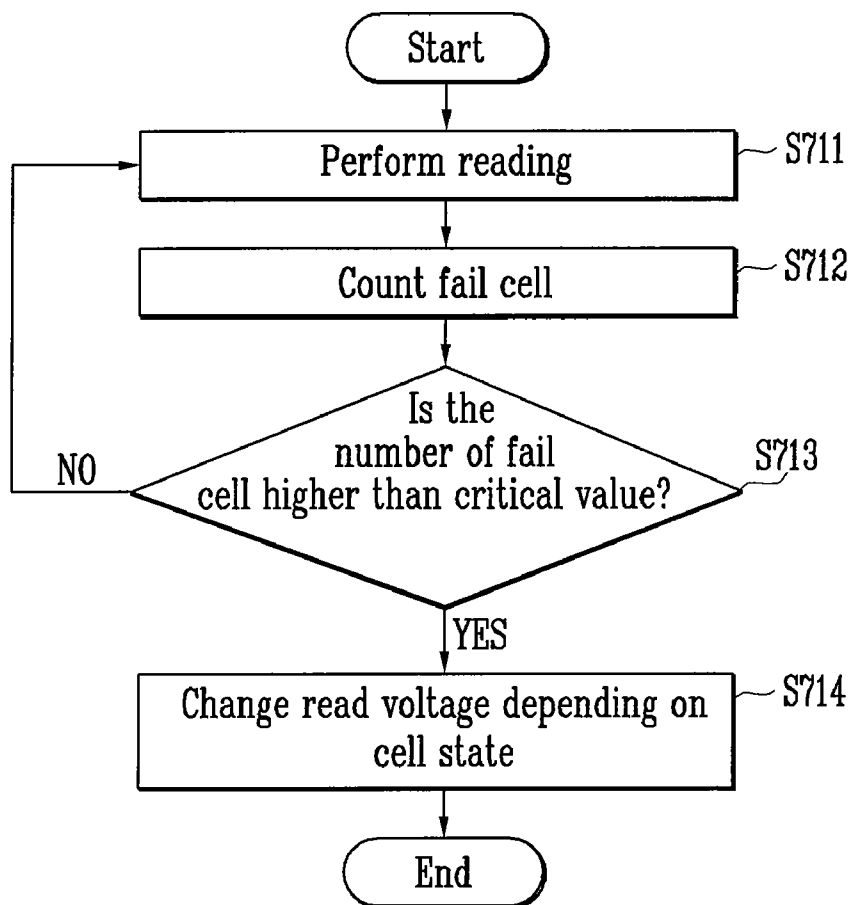 Start
Perform reading
S711
Count fail cell
S712
Is the
number of fail
cell higher than critical value?
S713
NO
YES
Change read voltage depending on
cell state
S714
End